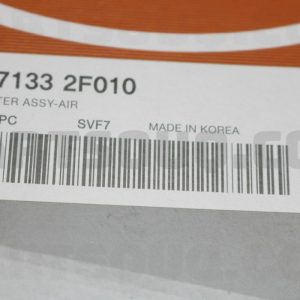 7133 2F010
TER ASSY-AIR
PC SVF7 MADE IN KOREA